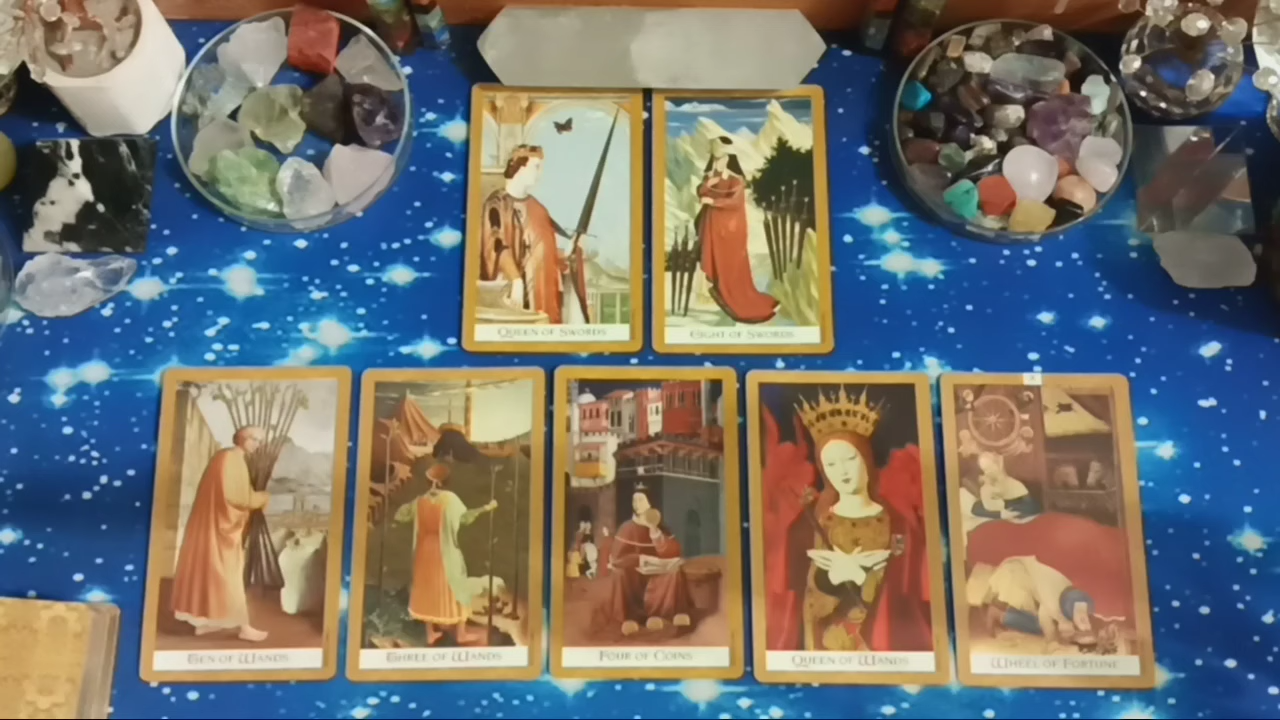 QUEEN OF SWORDS
EIGHT OF SWORDS
TEN OF WANDS
THREE OF WANDS
FOUR OF COINS
QUEEN OF WANDS
WHEEL OF FORTUNE